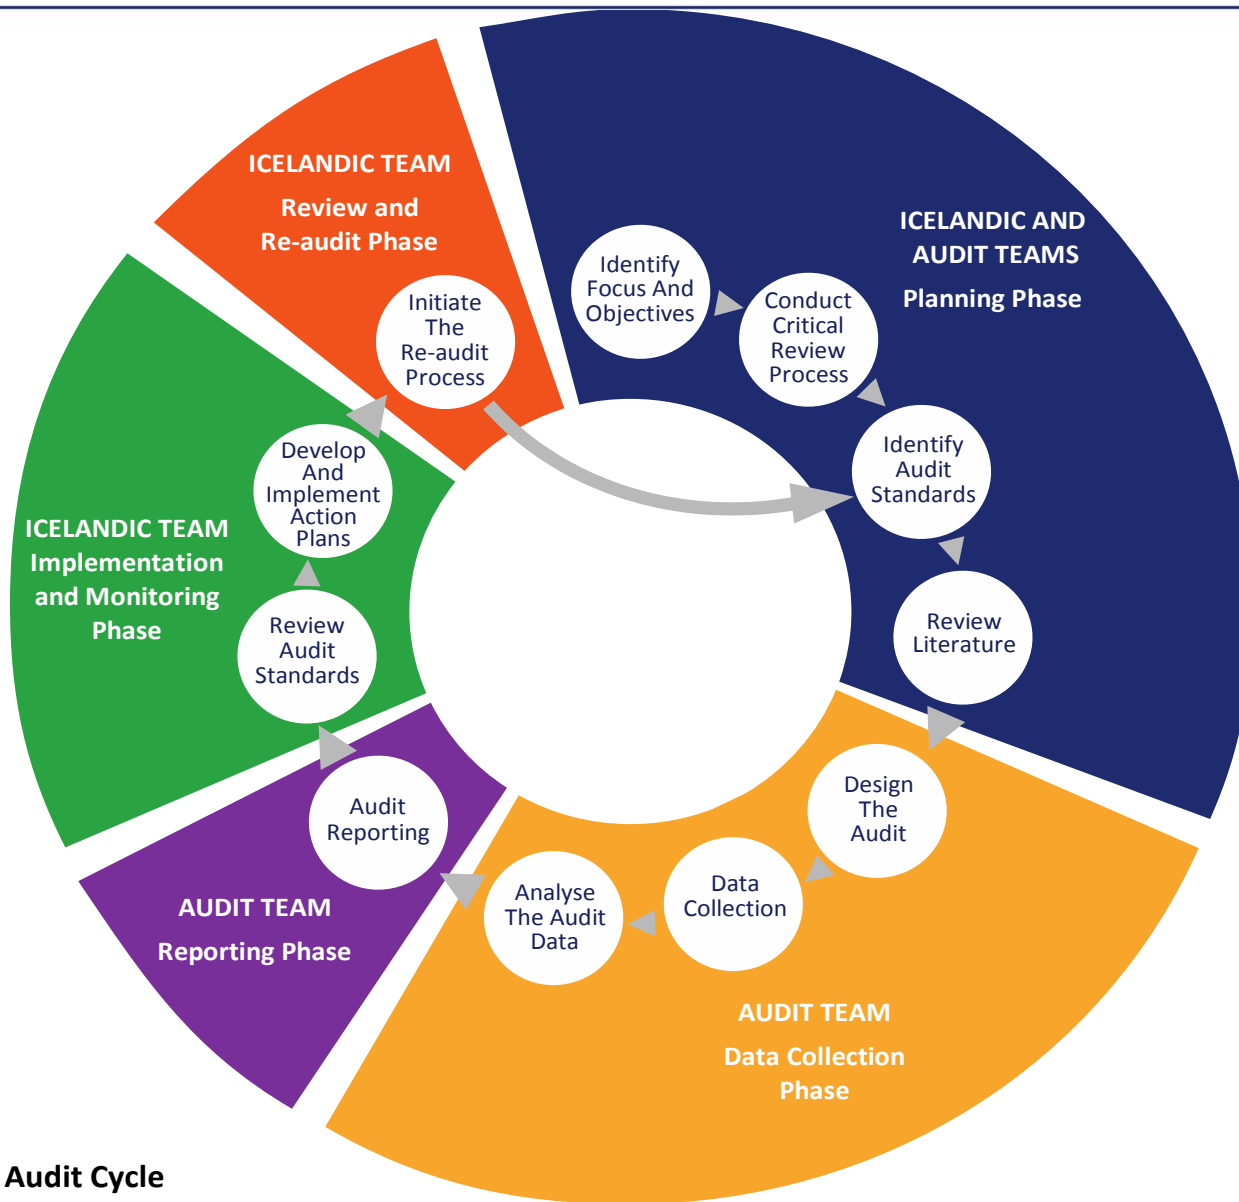 ICELANDIC TEAM
Review and
Re-audit Phase
ICELANDIC AND
AUDIT TEAMS
Planning Phase
Identify
Focus And
Objectives
Conduct
Critical
Review
Process
Identify
Audit
Standards
Review
Literature
Design
The
Audit
Data
Collection
Analyse
The Audit
Data
AUDIT TEAM
Data Collection
Phase
Audit
Reporting
AUDIT TEAM
Reporting Phase
Review
Audit
Standards
Develop
And
Implement
Action
Plans
ICELANDIC TEAM
Implementation
and Monitoring
Phase
Initiate
The
Re-audit
Process
Audit Cycle